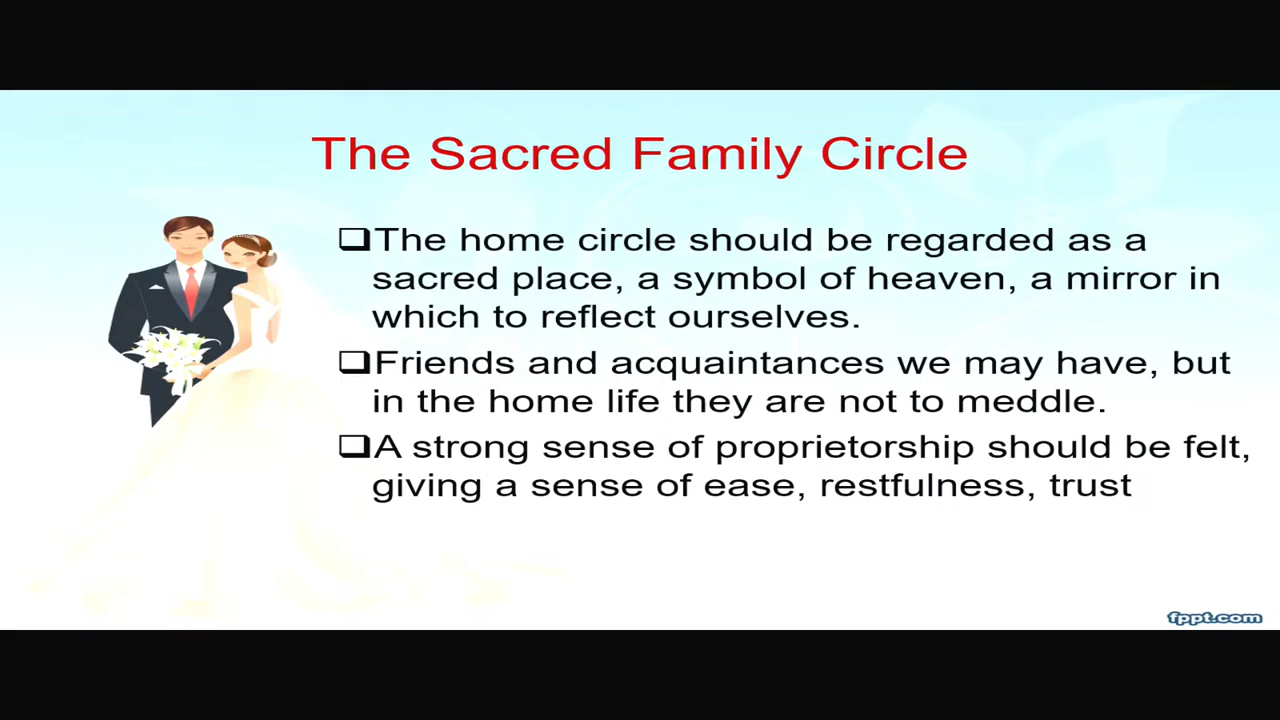 The Sacred Family Circle
❑The home circle should be regarded as a
sacred place, a symbol of heaven, a mirror in
which to reflect ourselves.
❑Friends and acquaintances we may have, but
in the home life they are not to meddle.
❑A strong sense of proprietorship should be felt,
giving a sense of ease, restfulness, trust
fppt.com